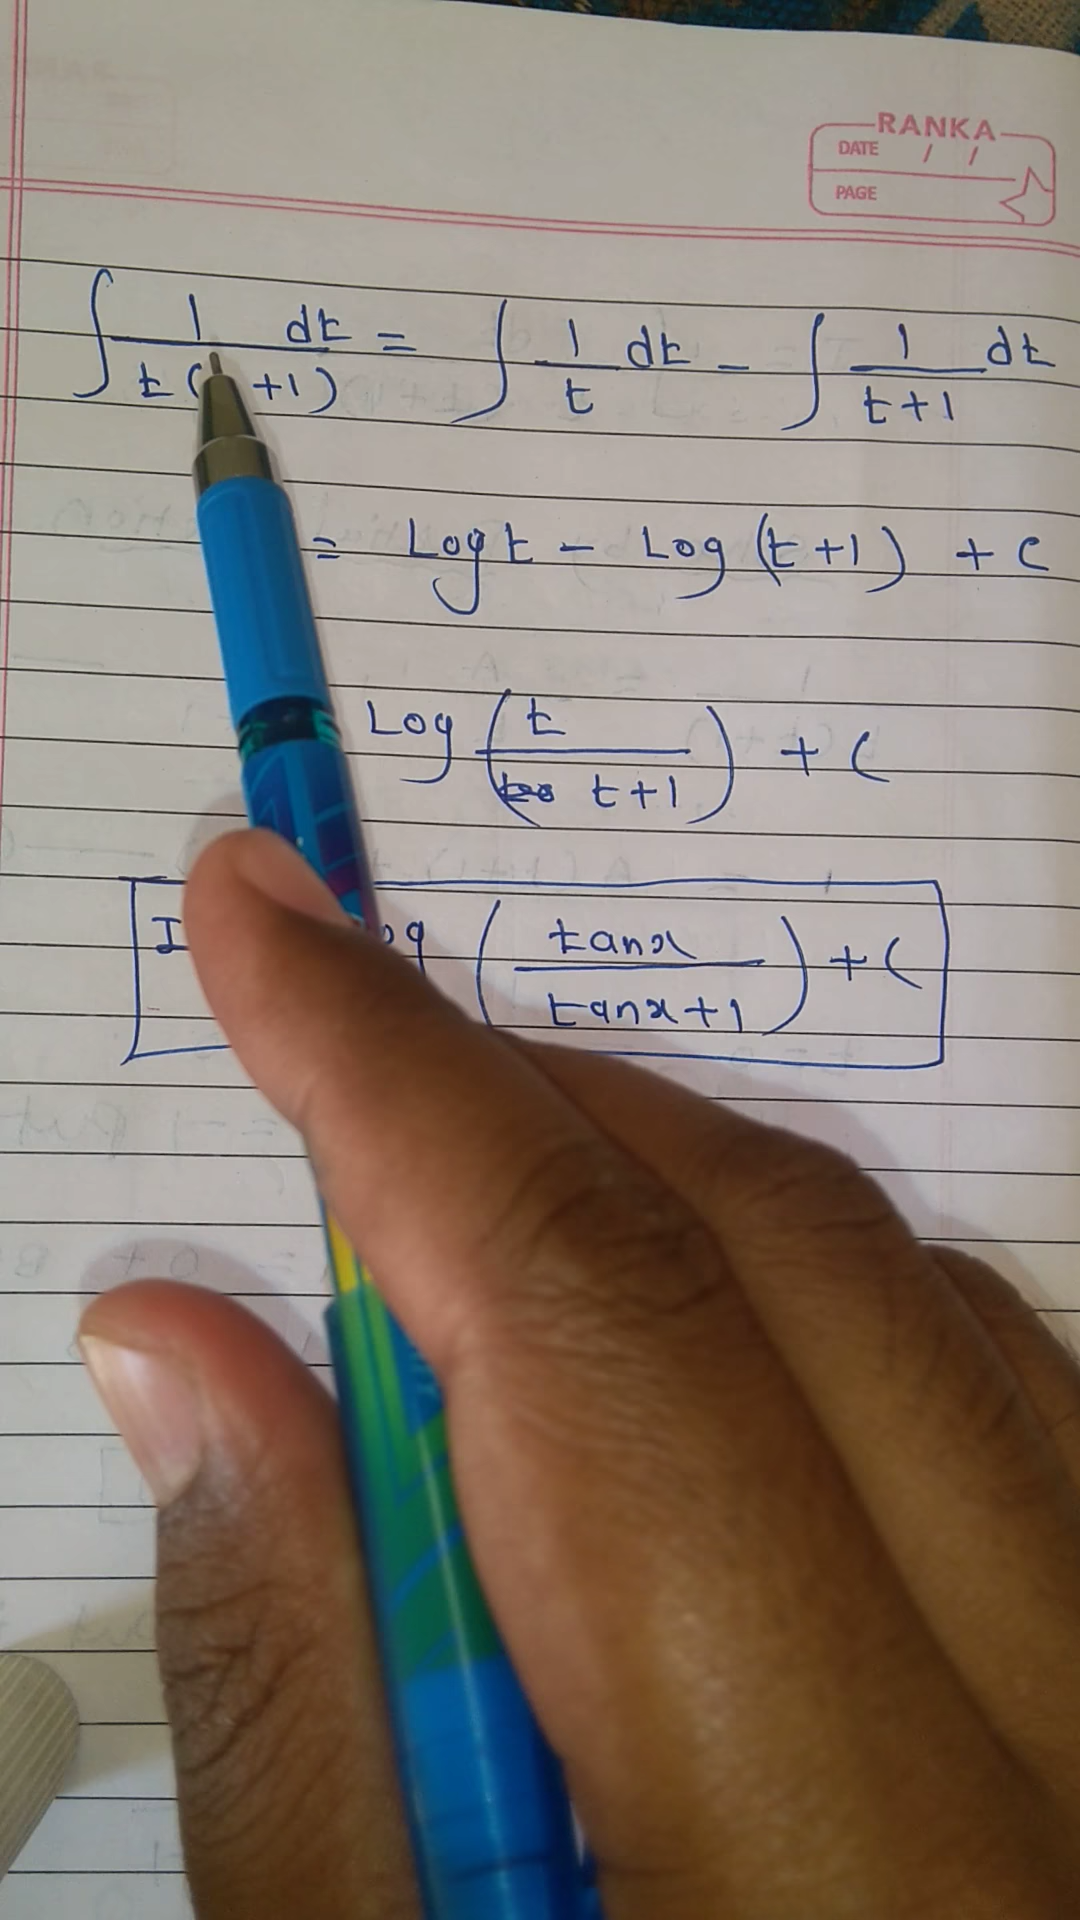 RANKA
DATE / /
PAGE
∫ 1/t( +1) dt = ∫ 1/t dt - ∫ 1/t+1 dt
= Log t - Log (t+1) + C
Log (t/t+1) + C
I og (tanx/tanx+1) + C